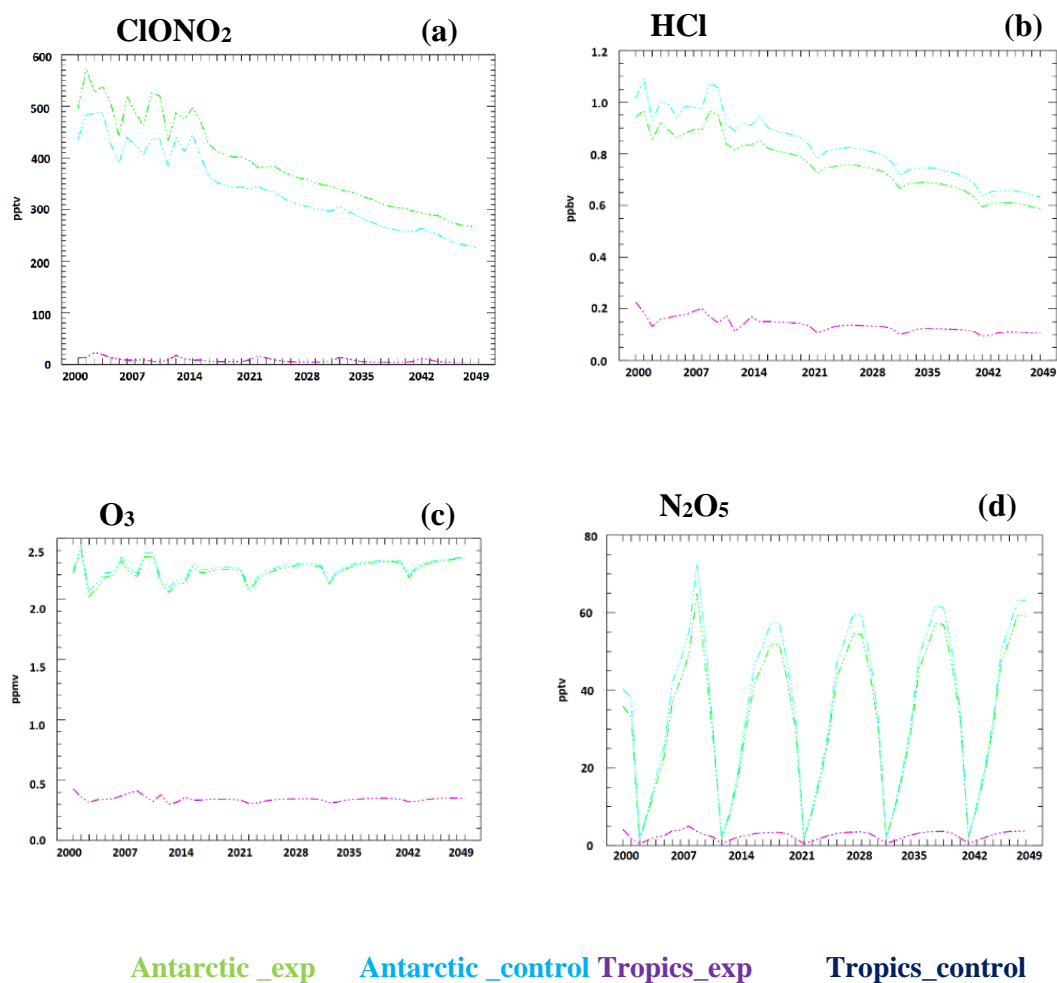 ClONO₂ (a)
600
500
400
300
200
100
0
pptv
2000 2007 2014 2021 2028 2035 2042 2049
HCl (b)
1.2
1.0
0.8
0.6
0.4
0.2
0.0
ppbv
2000 2007 2014 2021 2028 2035 2042 2049
O₃ (c)
2.5
2.0
1.5
1.0
0.5
0.0
ppmv
2000 2007 2014 2021 2028 2035 2042 2049
N₂O₅ (d)
80
60
40
20
0
pptv
2000 2007 2014 2021 2028 2035 2042 2049
Antarctic _exp Antarctic _control Tropics_exp Tropics_control